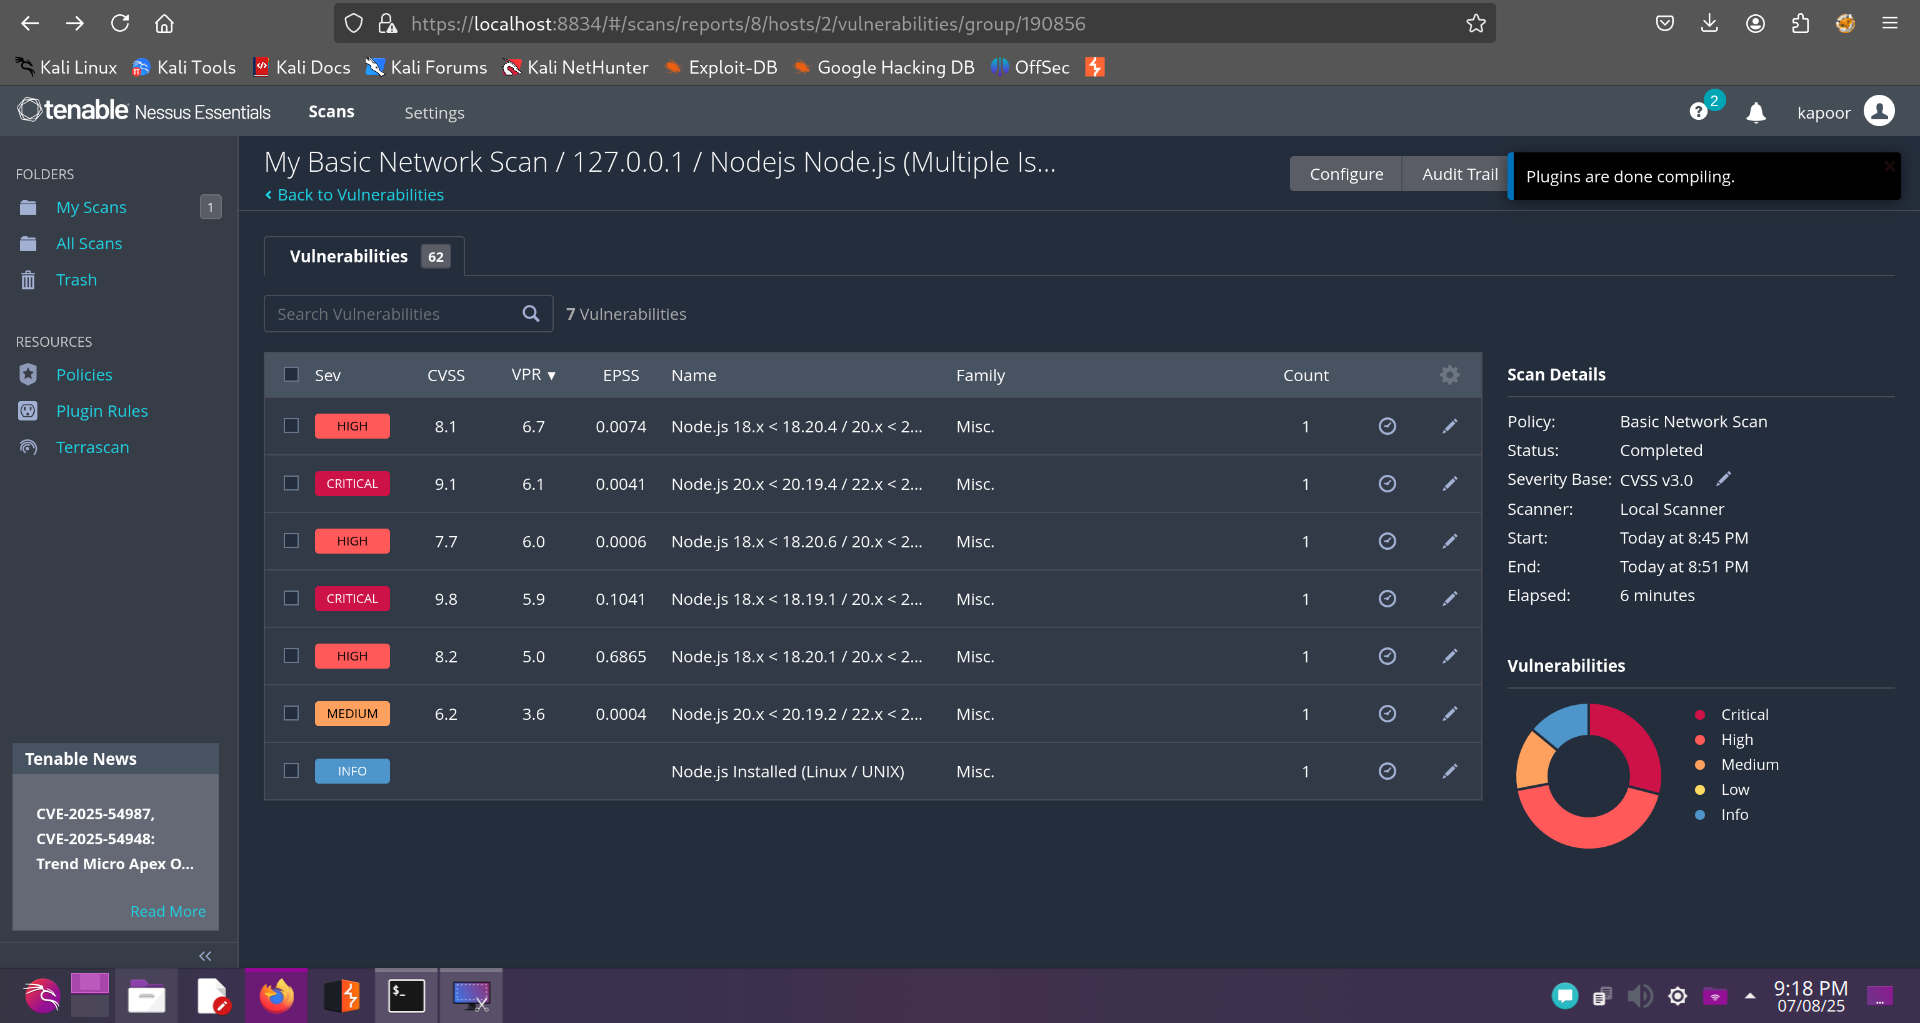 https://localhost:8834/#/scans/reports/8/hosts/2/vulnerabilities/group/190856
Kali Linux Kali Tools Kali Docs Kali Forums Kali NetHunter Exploit-DB Google Hacking DB OffSec
tenable Nessus Essentials Scans Settings 2 kapoor
FOLDERS
My Scans 1
All Scans
Trash
RESOURCES
Policies
Plugin Rules
Terrascan
Tenable News
CVE-2025-54987,
CVE-2025-54948:
Trend Micro Apex O...
Read More
My Basic Network Scan / 127.0.0.1 / Nodejs Node.js (Multiple Is...
Back to Vulnerabilities
Configure Audit Trail
Plugins are done compiling.
Vulnerabilities 62
Search Vulnerabilities 7 Vulnerabilities
Sev CVSS VPR ▼ EPSS Name Family Count
HIGH 8.1 6.7 0.0074 Node.js 18.x < 18.20.4 / 20.x < 2... Misc. 1
CRITICAL 9.1 6.1 0.0041 Node.js 20.x < 20.19.4 / 22.x < 2... Misc. 1
HIGH 7.7 6.0 0.0006 Node.js 18.x < 18.20.6 / 20.x < 2... Misc. 1
CRITICAL 9.8 5.9 0.1041 Node.js 18.x < 18.19.1 / 20.x < 2... Misc. 1
HIGH 8.2 5.0 0.6865 Node.js 18.x < 18.20.1 / 20.x < 2... Misc. 1
MEDIUM 6.2 3.6 0.0004 Node.js 20.x < 20.19.2 / 22.x < 2... Misc. 1
INFO Node.js Installed (Linux / UNIX) Misc. 1
Scan Details
Policy: Basic Network Scan
Status: Completed
Severity Base: CVSS v3.0
Scanner: Local Scanner
Start: Today at 8:45 PM
End: Today at 8:51 PM
Elapsed: 6 minutes
Vulnerabilities
Critical
High
Medium
Low
Info
9:18 PM
07/08/25